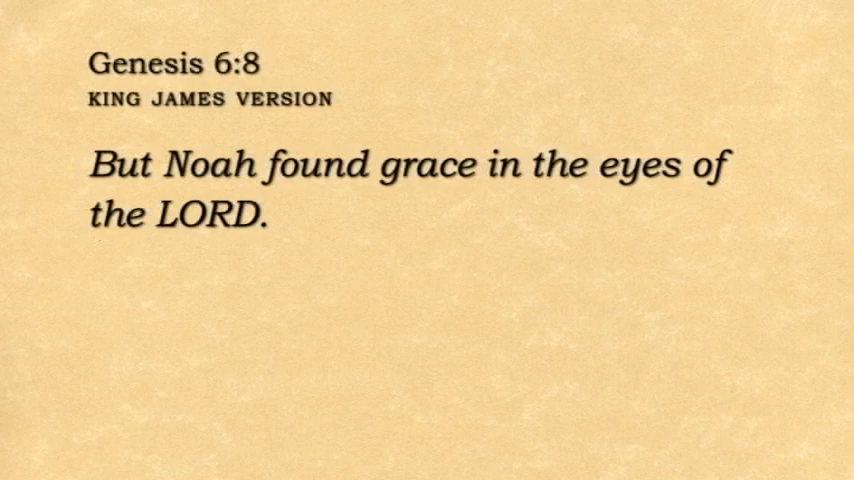 Genesis 6:8
KING JAMES VERSION
But Noah found grace in the eyes of
the LORD.